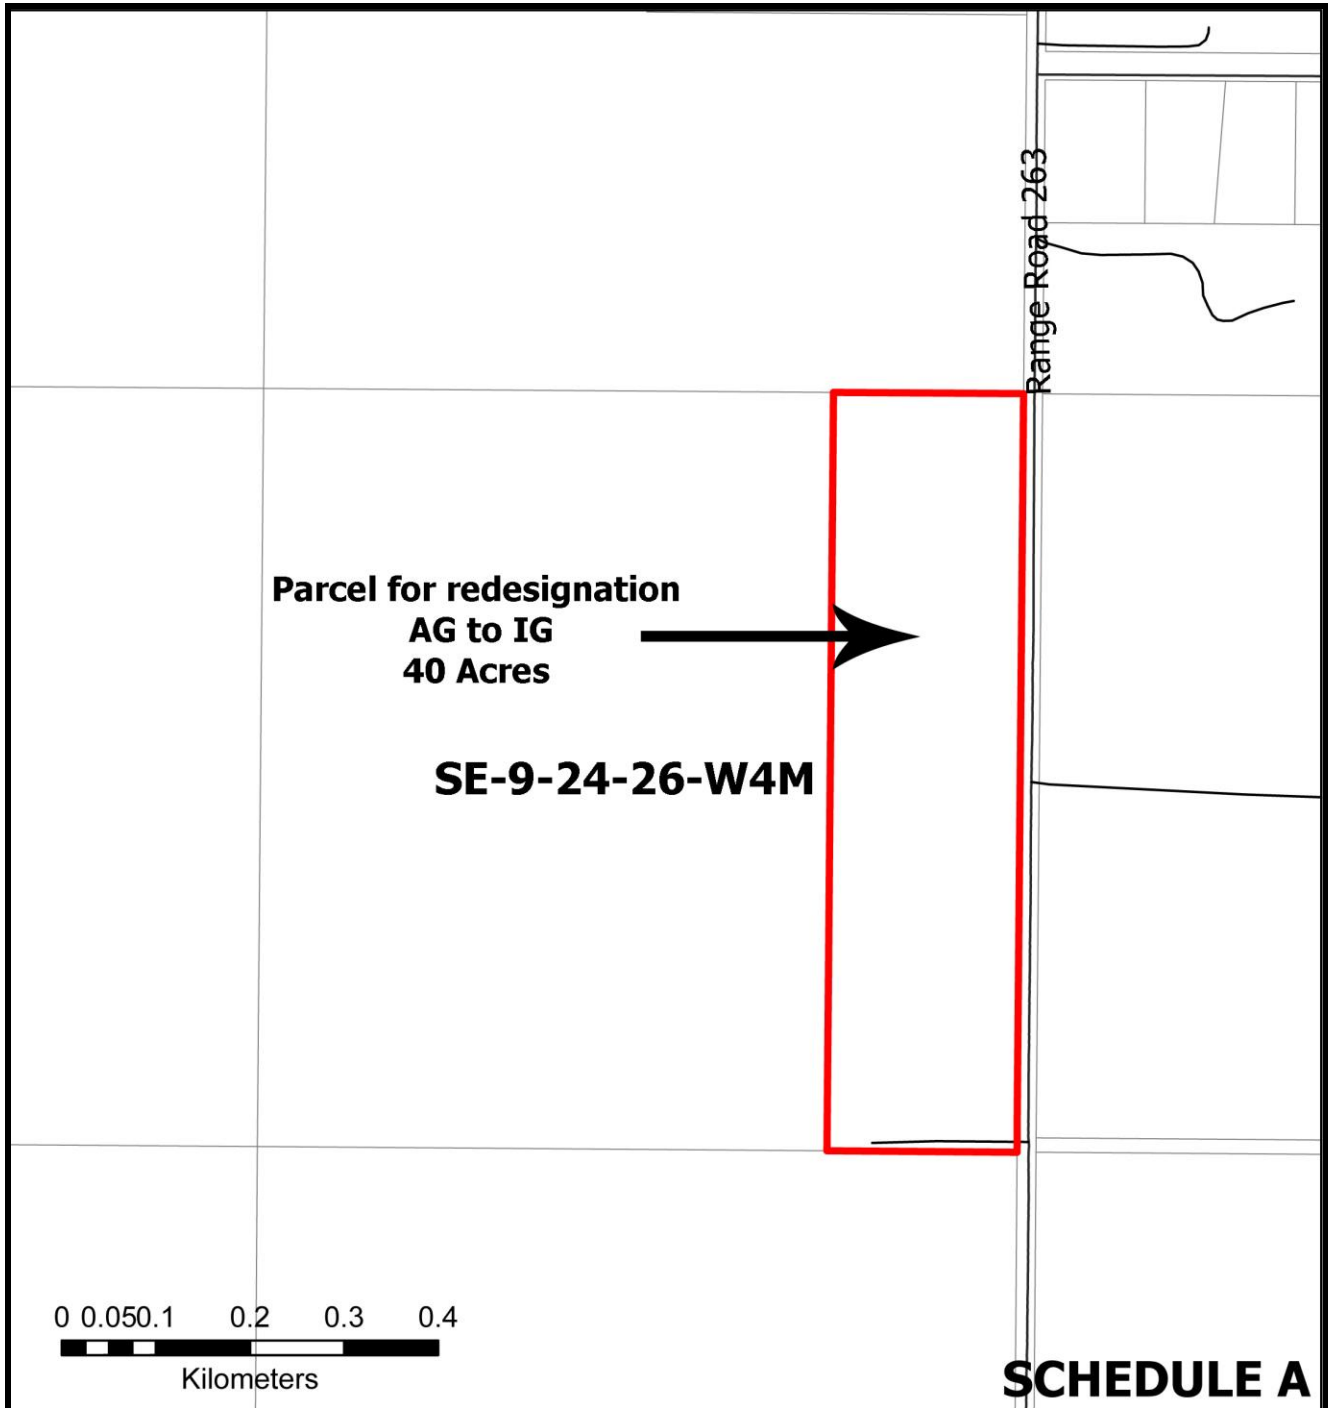 Range Road 263
Parcel for redesignation
AG to IG
40 Acres
SE-9-24-26-W4M
0 0.050.1 0.2 0.3 0.4
Kilometers
SCHEDULE A